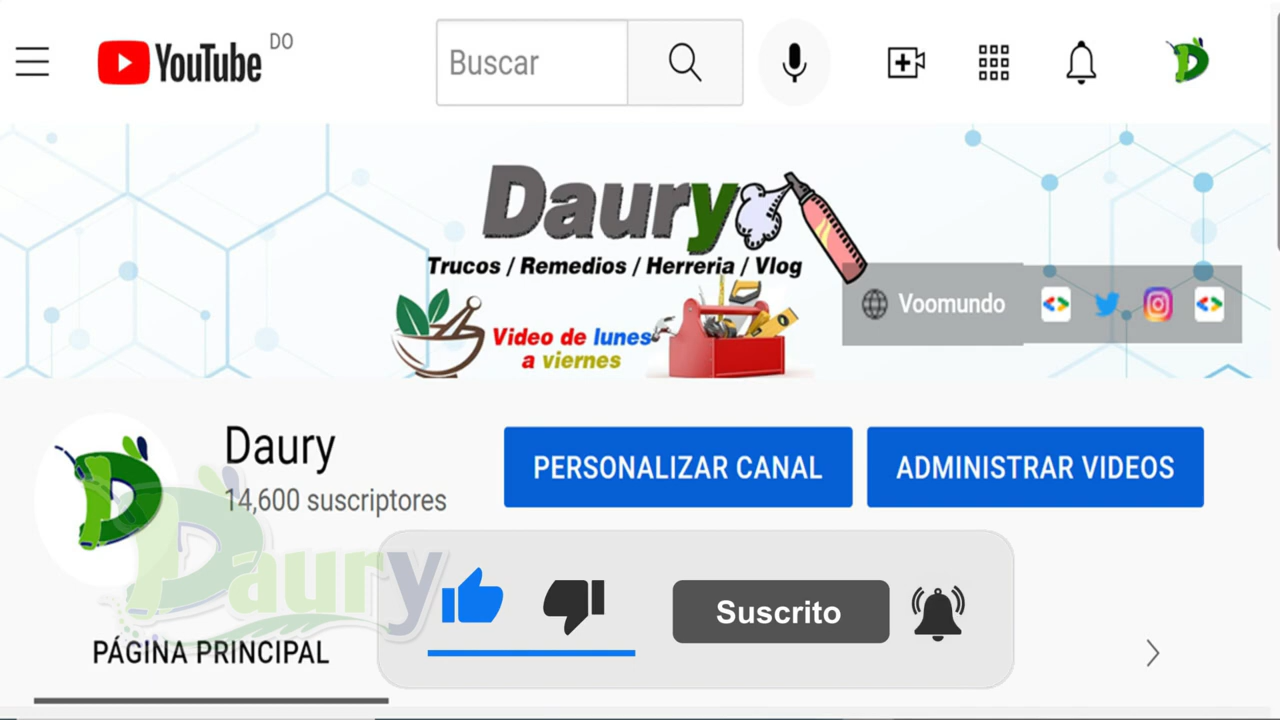 YouTube DO
Buscar
Daury
Trucos / Remedios / Herreria / Vlog
Video de lunes
a viernes
Voomundo
Daury
14,600 suscriptores
PERSONALIZAR CANAL
ADMINISTRAR VIDEOS
Daury
Suscrito
PÁGINA PRINCIPAL